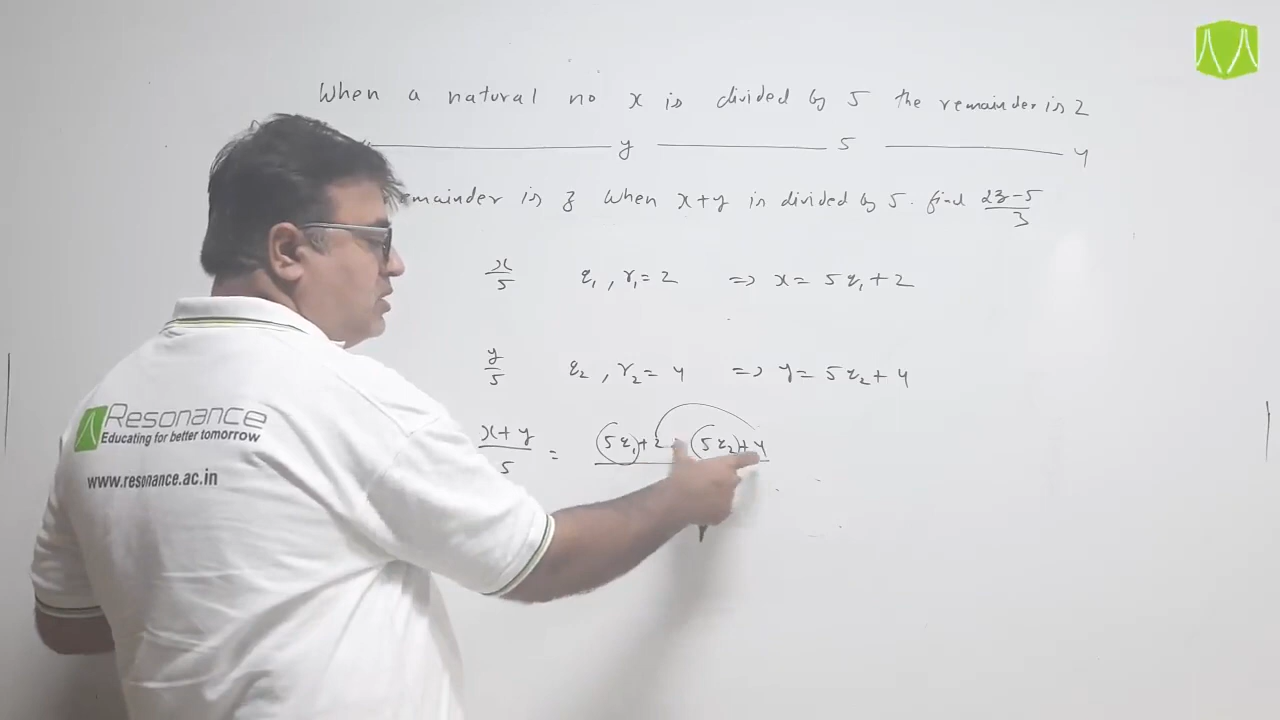 When a natural no x is divided by 5 the remainder is 2
" ——— y ——— 5 ——— 4
remainder is z when x+y is divided by 5. find (2z-5)/3
x/5 q₁, r₁ = 2 => x = 5q₁ + 2
y/5 q₂, r₂ = 4 => y = 5q₂ + 4
(x+y)/5 = 5q₁ + 2 + 5q₂ + 4
Resonance
Educating for better tomorrow
www.resonance.ac.in